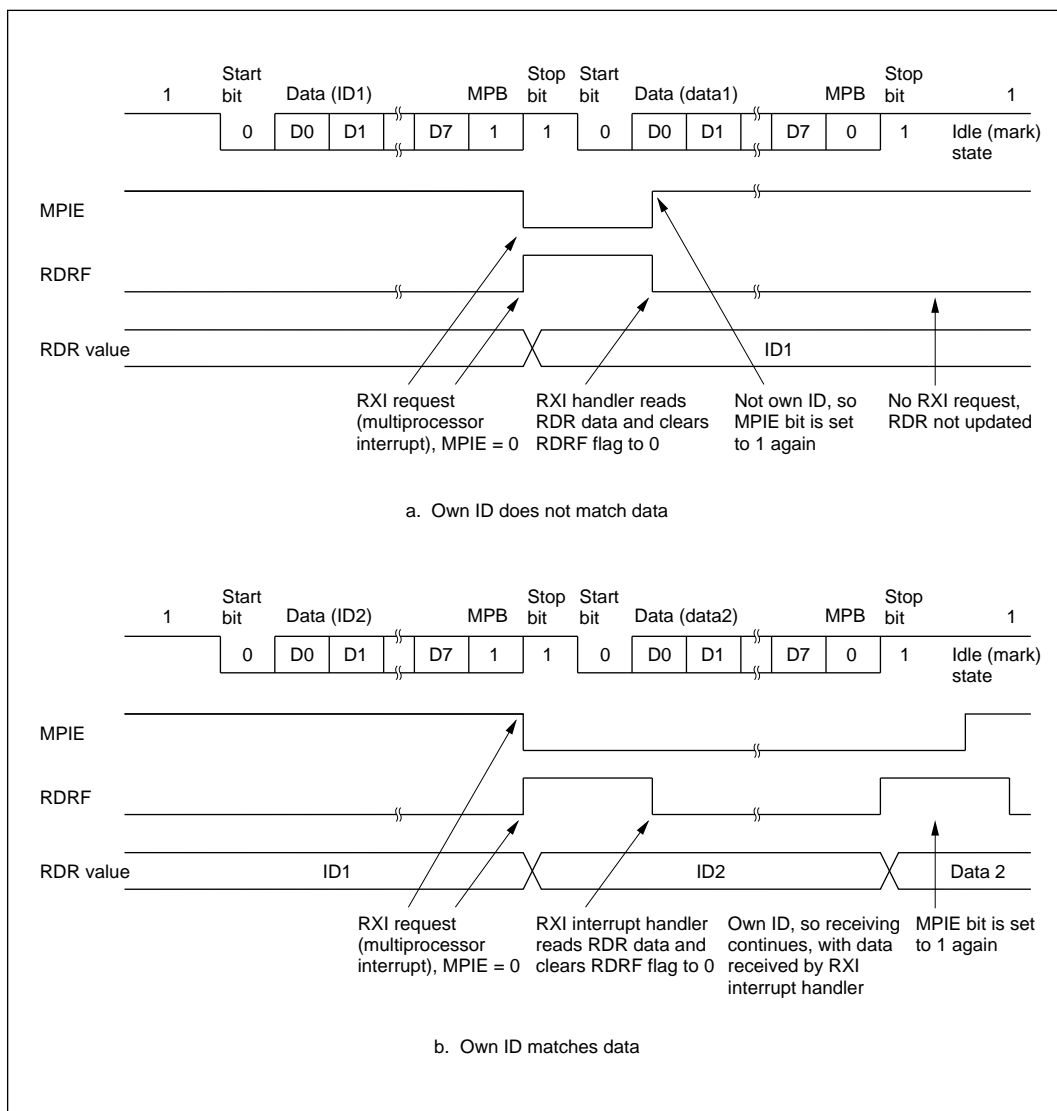 Start bit Data (ID1) MPB Stop bit Start bit Data (data1) MPB Stop bit
1 1
0 D0 D1 D7 1 1 0 D0 D1 D7 0 1 Idle (mark) state
MPIE
RDRF
RDR value ID1
RXI request (multiprocessor interrupt), MPIE = 0
RXI handler reads RDR data and clears RDRF flag to 0
Not own ID, so MPIE bit is set to 1 again
No RXI request, RDR not updated
a. Own ID does not match data
Start bit Data (ID2) MPB Stop bit Start bit Data (data2) MPB Stop bit
1 1
0 D0 D1 D7 1 1 0 D0 D1 D7 0 1 Idle (mark) state
MPIE
RDRF
RDR value ID1 ID2 Data 2
RXI request (multiprocessor interrupt), MPIE = 0
RXI interrupt handler reads RDR data and clears RDRF flag to 0
Own ID, so receiving continues, with data received by RXI interrupt handler
MPIE bit is set to 1 again
b. Own ID matches data